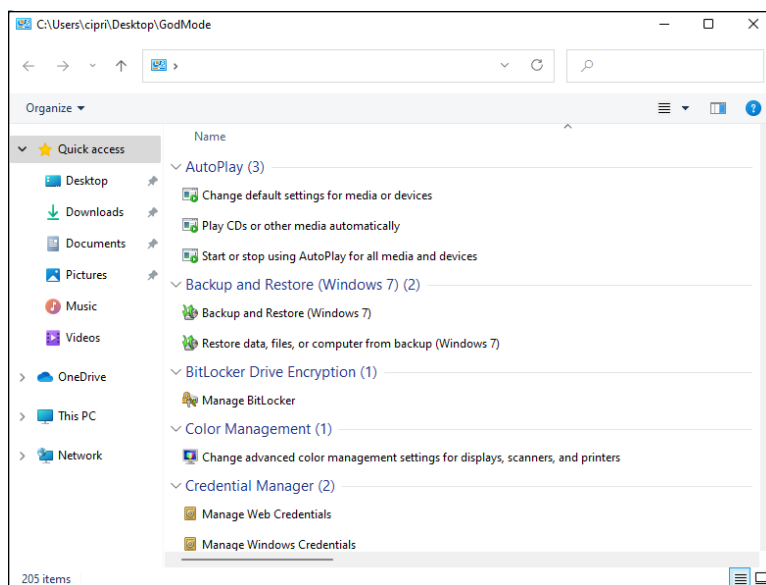 C:\Users\cipri\Desktop\GodMode
Organize
Name
Quick access
Desktop
Downloads
Documents
Pictures
Music
Videos
OneDrive
This PC
Network
AutoPlay (3)
Change default settings for media or devices
Play CDs or other media automatically
Start or stop using AutoPlay for all media and devices
Backup and Restore (Windows 7) (2)
Backup and Restore (Windows 7)
Restore data, files, or computer from backup (Windows 7)
BitLocker Drive Encryption (1)
Manage BitLocker
Color Management (1)
Change advanced color management settings for displays, scanners, and printers
Credential Manager (2)
Manage Web Credentials
Manage Windows Credentials
205 items